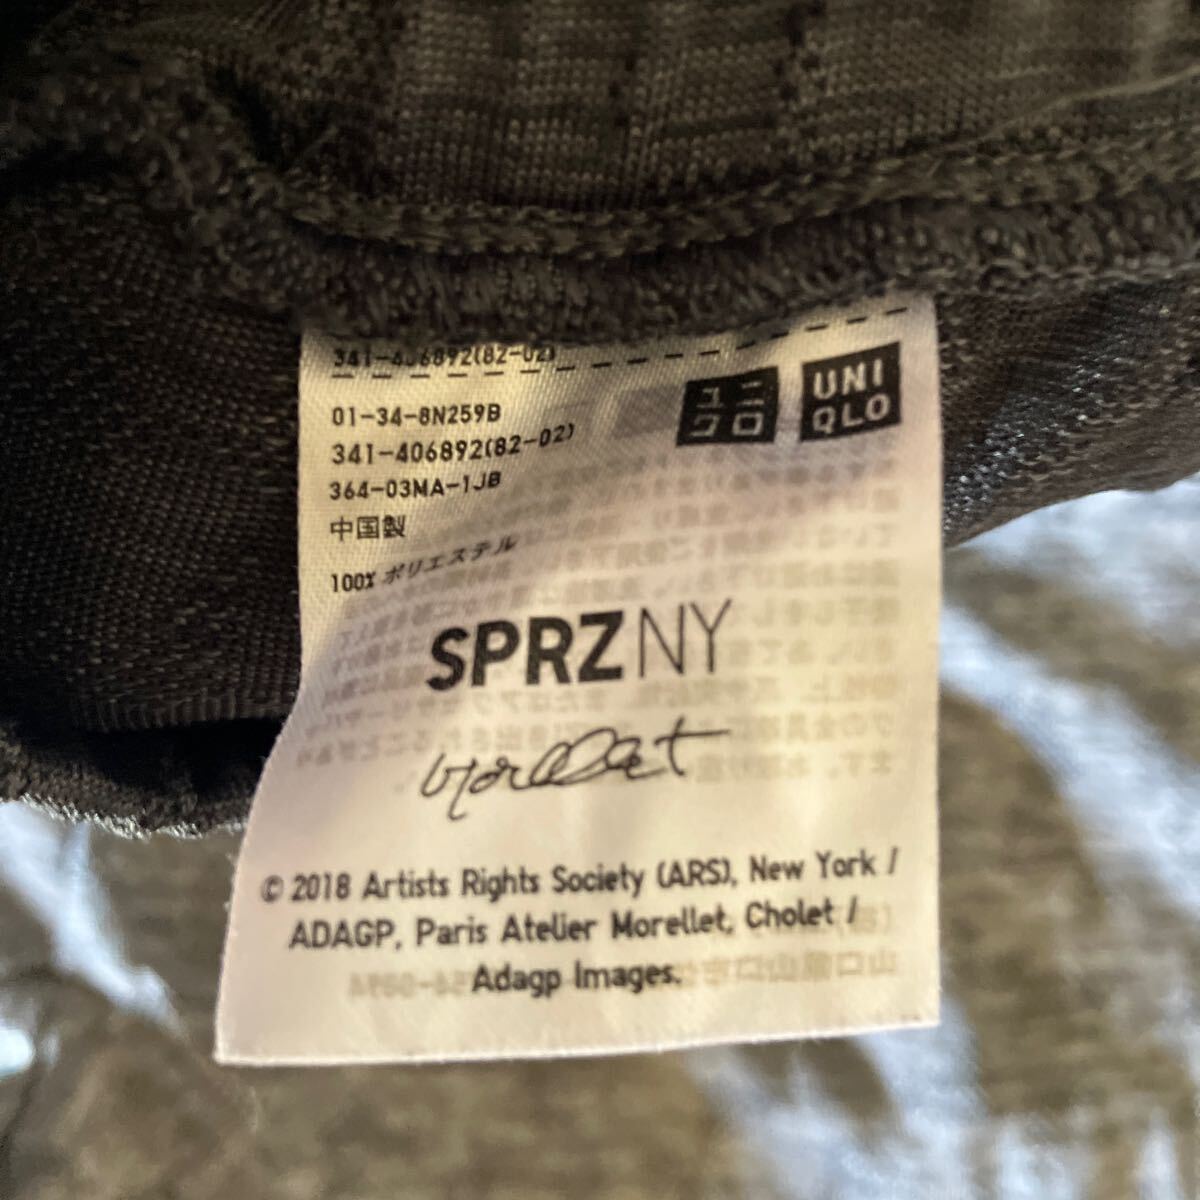 341-406892(82-02)
01-34-8N259B
341-406892(82-02)
364-03MA-1JB
中国製
100% ポリエステル
ユニ
クロ
UNI
QLO
SPRZ NY
Morellet
© 2018 Artists Rights Society (ARS), New York /
ADAGP, Paris Atelier Morellet, Cholet /
Adagp Images.